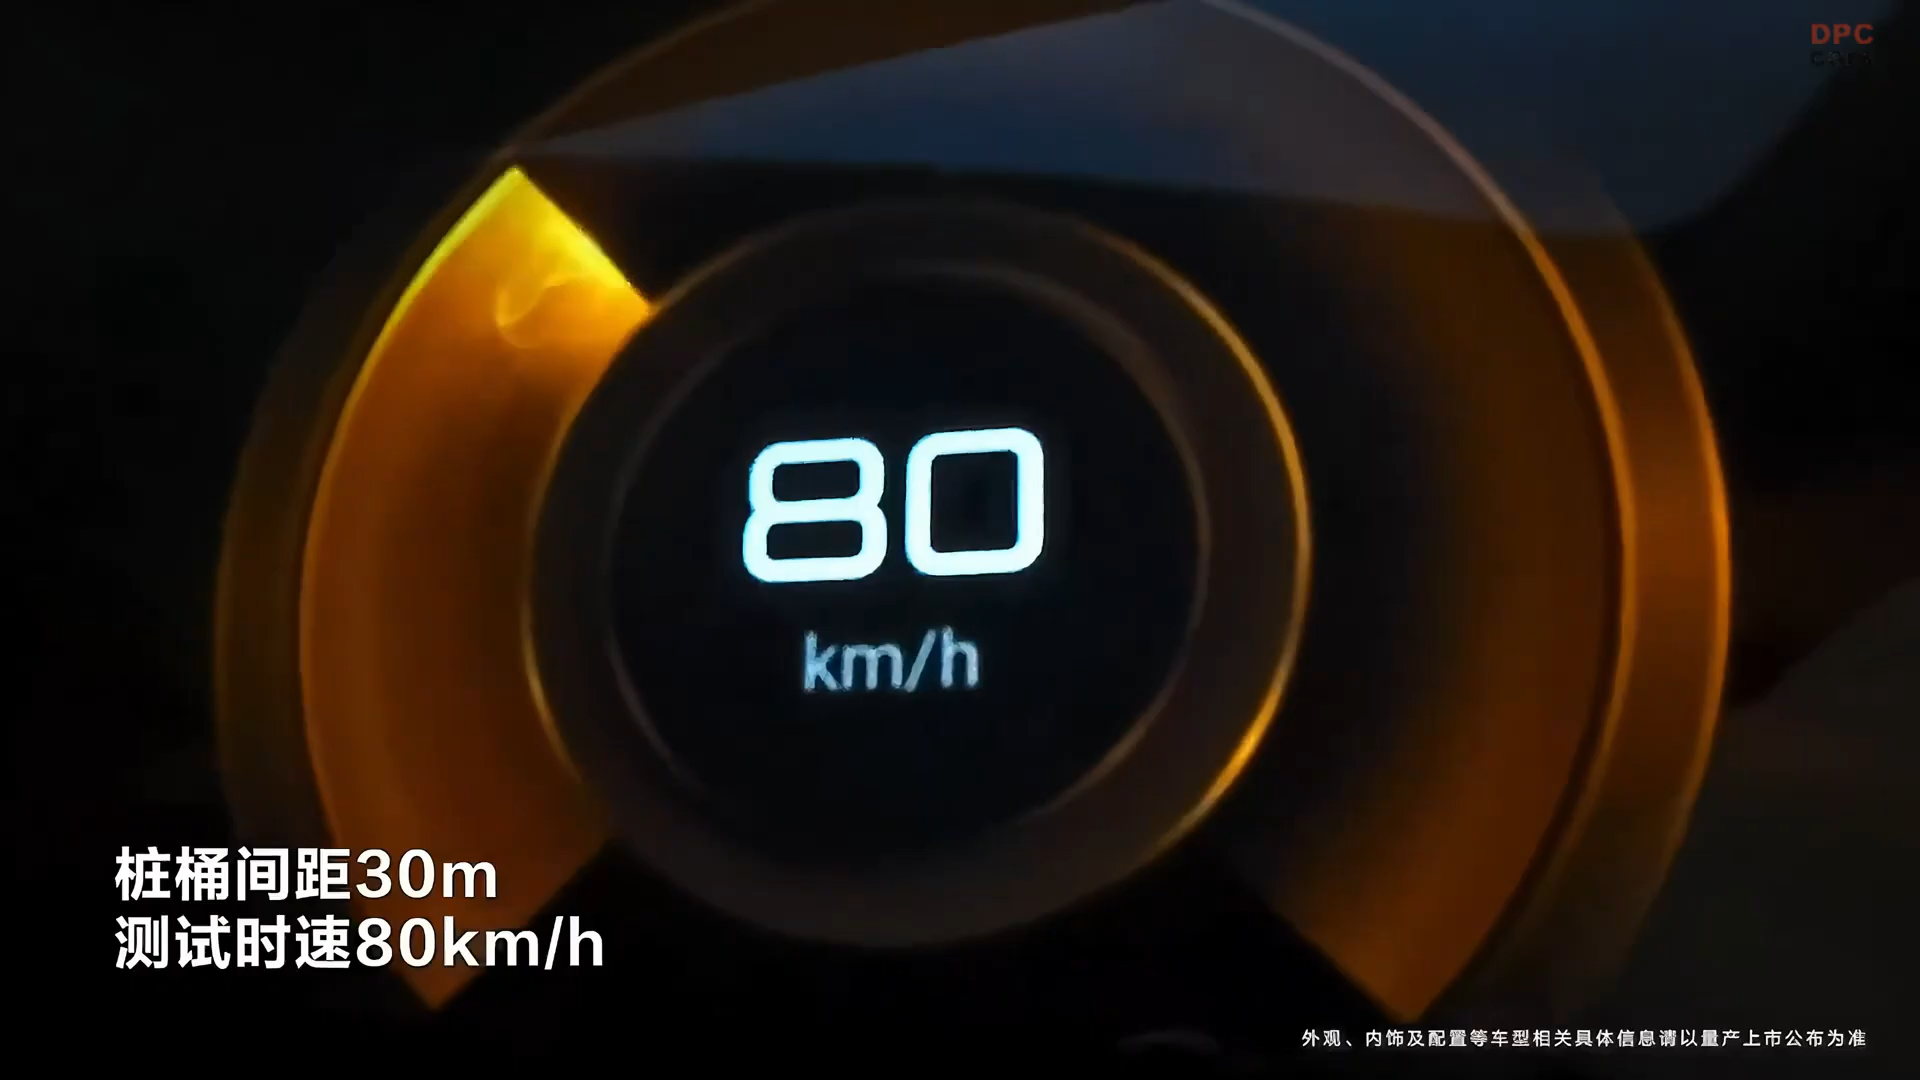 DPC
cars
80
km/h
桩桶间距30m
测试时速80km/h
外观、内饰及配置等车型相关具体信息请以量产上市公布为准